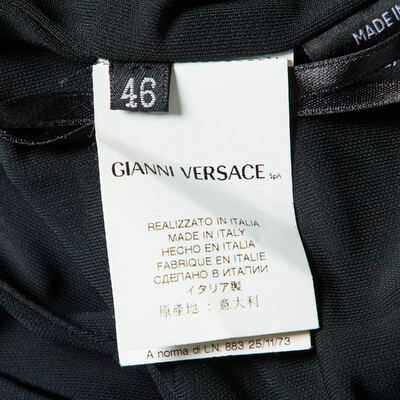 MADE IN
46
GIANNI VERSACE SpA
REALIZZATO IN ITALIA
MADE IN ITALY
HECHO EN ITALIA
FABRIQUE EN ITALIE
СДЕЛАНО В ИТАЛИИ
イタリア製
原產地：意大利
A norma di L.N. 883 25/11/73